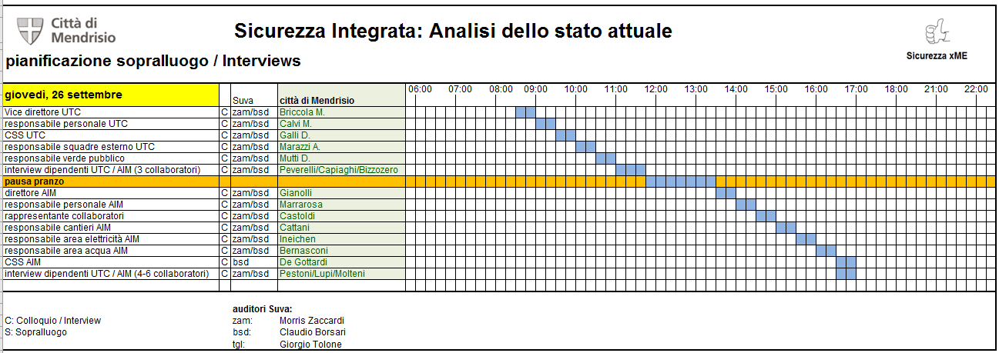 Città di
Mendrisio
Sicurezza Integrata: Analisi dello stato attuale
Sicurezza xME
pianificazione sopralluogo / Interviews
giovedì, 26 settembre Suva città di Mendrisio 06:00 07:00 08:00 09:00 10:00 11:00 12:00 13:00 14:00 15:00 16:00 17:00 18:00 19:00 20:00 21:00 22:00
Vice direttore UTC C zam/bsd Briccola M.
responsabile personale UTC C zam/bsd Calvi M.
CSS UTC C zam/bsd Galli D.
responsabile squadre esterno UTC C zam/bsd Marazzi A.
responsabile verde pubblico C zam/bsd Mutti D.
interview dipendenti UTC / AIM (3 collaboratori) C zam/bsd Peverelli/Capiaghi/Bizzozero
pausa pranzo
direttore AIM C zam/bsd Gianolli
responsabile personale AIM C zam/bsd Marrarosa
rappresentante collaboratori C zam/bsd Castoldi
responsabile cantieri AIM C zam/bsd Cattani
responsabile area elettricità AIM C zam/bsd Ineichen
responsabile area acqua AIM C zam/bsd Bernasconi
CSS AIM C bsd De Gottardi
interview dipendenti UTC / AIM (4-6 collaboratori) C zam/bsd Pestoni/Lupi/Molteni
auditori Suva:
C: Colloquio / Interview zam: Morris Zaccardi
S: Sopralluogo bsd: Claudio Borsari
tgl: Giorgio Tolone